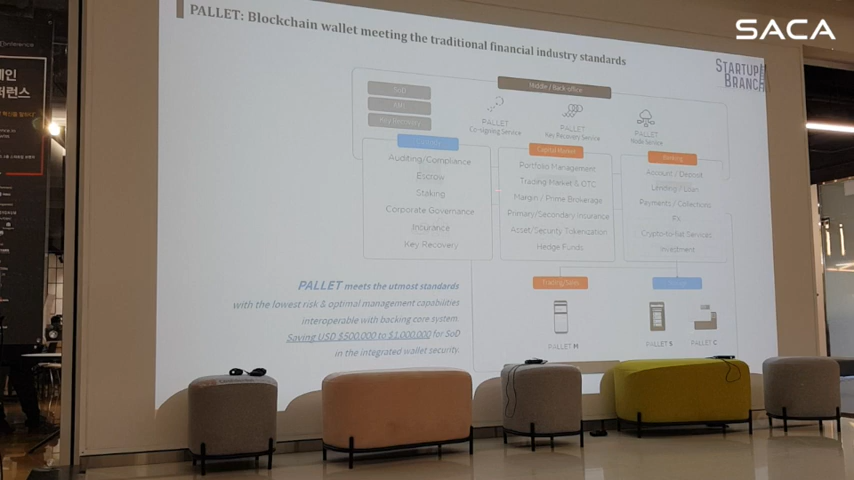 SACA
PALLET: Blockchain wallet meeting the traditional financial industry standards
STARTUP
BRANCH
Middle / Back-office
SoD
Key Recovery
PALLET
Co-signing Service
PALLET
Key Recovery Service
PALLET
Node Service
Capital Market
Banking
Auditing/Compliance
Escrow
Staking
Corporate Governance
Insurance
Key Recovery
Portfolio Management
Trading Market & OTC
Margin / Prime Brokerage
Primary/Secondary Insurance
Asset/Security Tokenization
Hedge Funds
Account / Deposit
Lending / Loan
Payments / Collections
FX
Crypto-to-fiat Services
Investment
PALLET meets the utmost standards
with the lowest risk & optimal management capabilities
interoperable with backing core system.
Saving USD $500,000 to $1,000,000 for SoD
in the integrated wallet security.
PALLET M
PALLET S
PALLET C